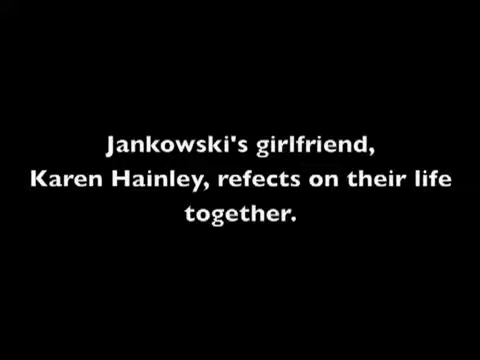 Jankowski's girlfriend,
Karen Hainley, refects on their life
together.